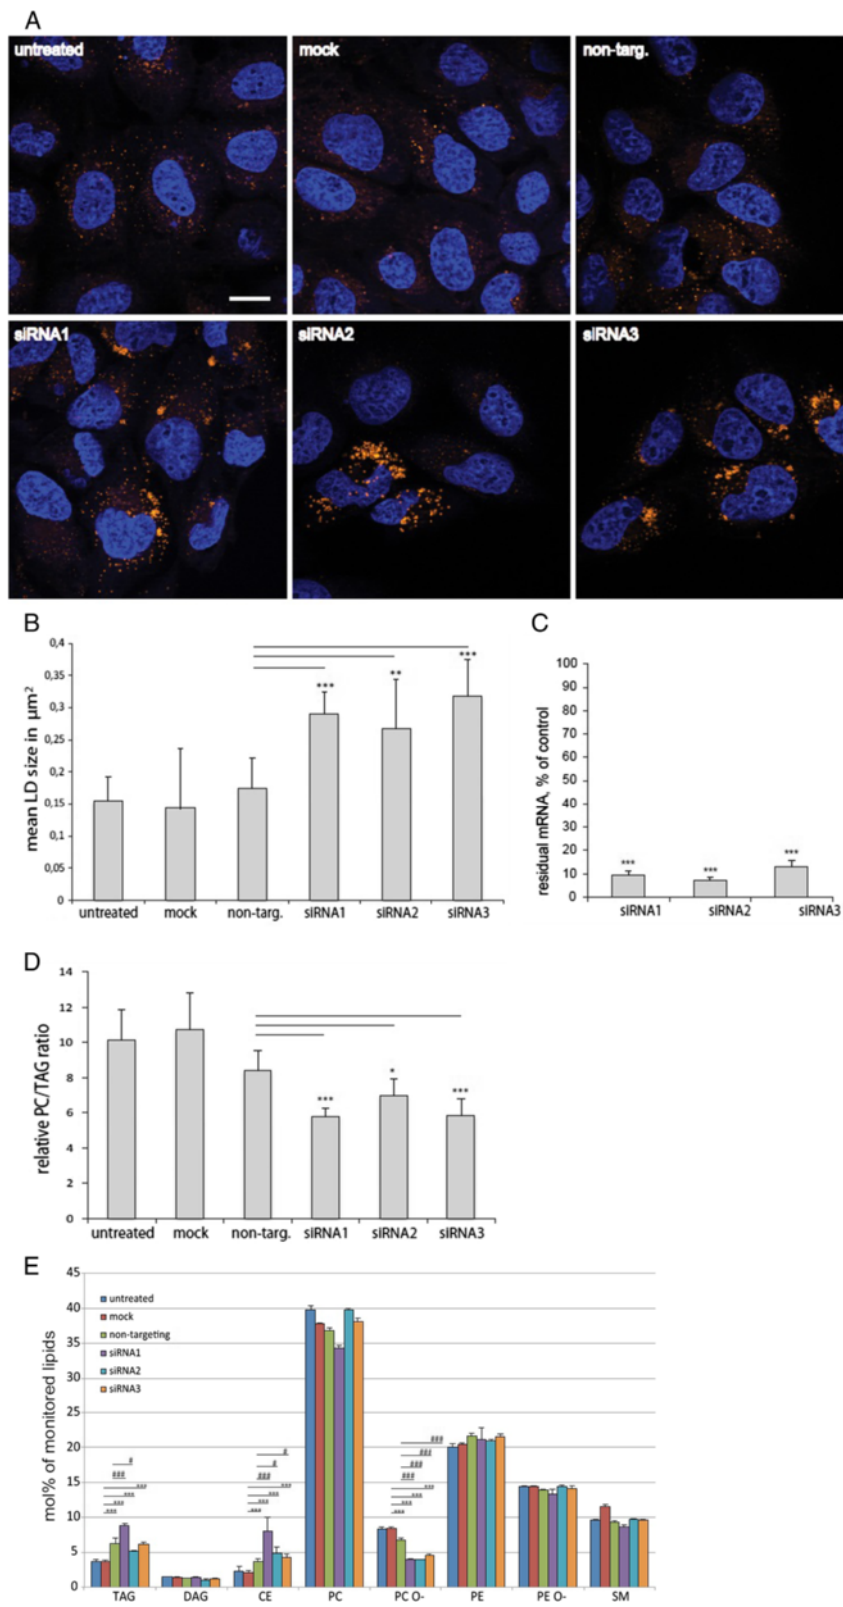 A
untreated
mock
non-targ.
siRNA1
siRNA2
siRNA3
B
C
mean LD size in µm²
0,4
0,35
0,3
0,25
0,2
0,15
0,1
0,05
0
***
**
***
untreated
mock
non-targ.
siRNA1
siRNA2
siRNA3
residual mRNA, % of control
100
90
80
70
60
50
40
30
20
10
0
***
***
***
siRNA1
siRNA2
siRNA3
D
relative PC/TAG ratio
14
12
10
8
6
4
2
0
***
*
***
untreated
mock
non-targ.
siRNA1
siRNA2
siRNA3
E
mol% of monitored lipids
45
40
35
30
25
20
15
10
5
0
untreated
mock
non-targeting
siRNA1
siRNA2
siRNA3
#
###
***
***
***
***
#
#
###
***
***
***
***
###
###
###
###
***
***
***
***
TAG
DAG
CE
PC
PC O-
PE
PE O-
SM